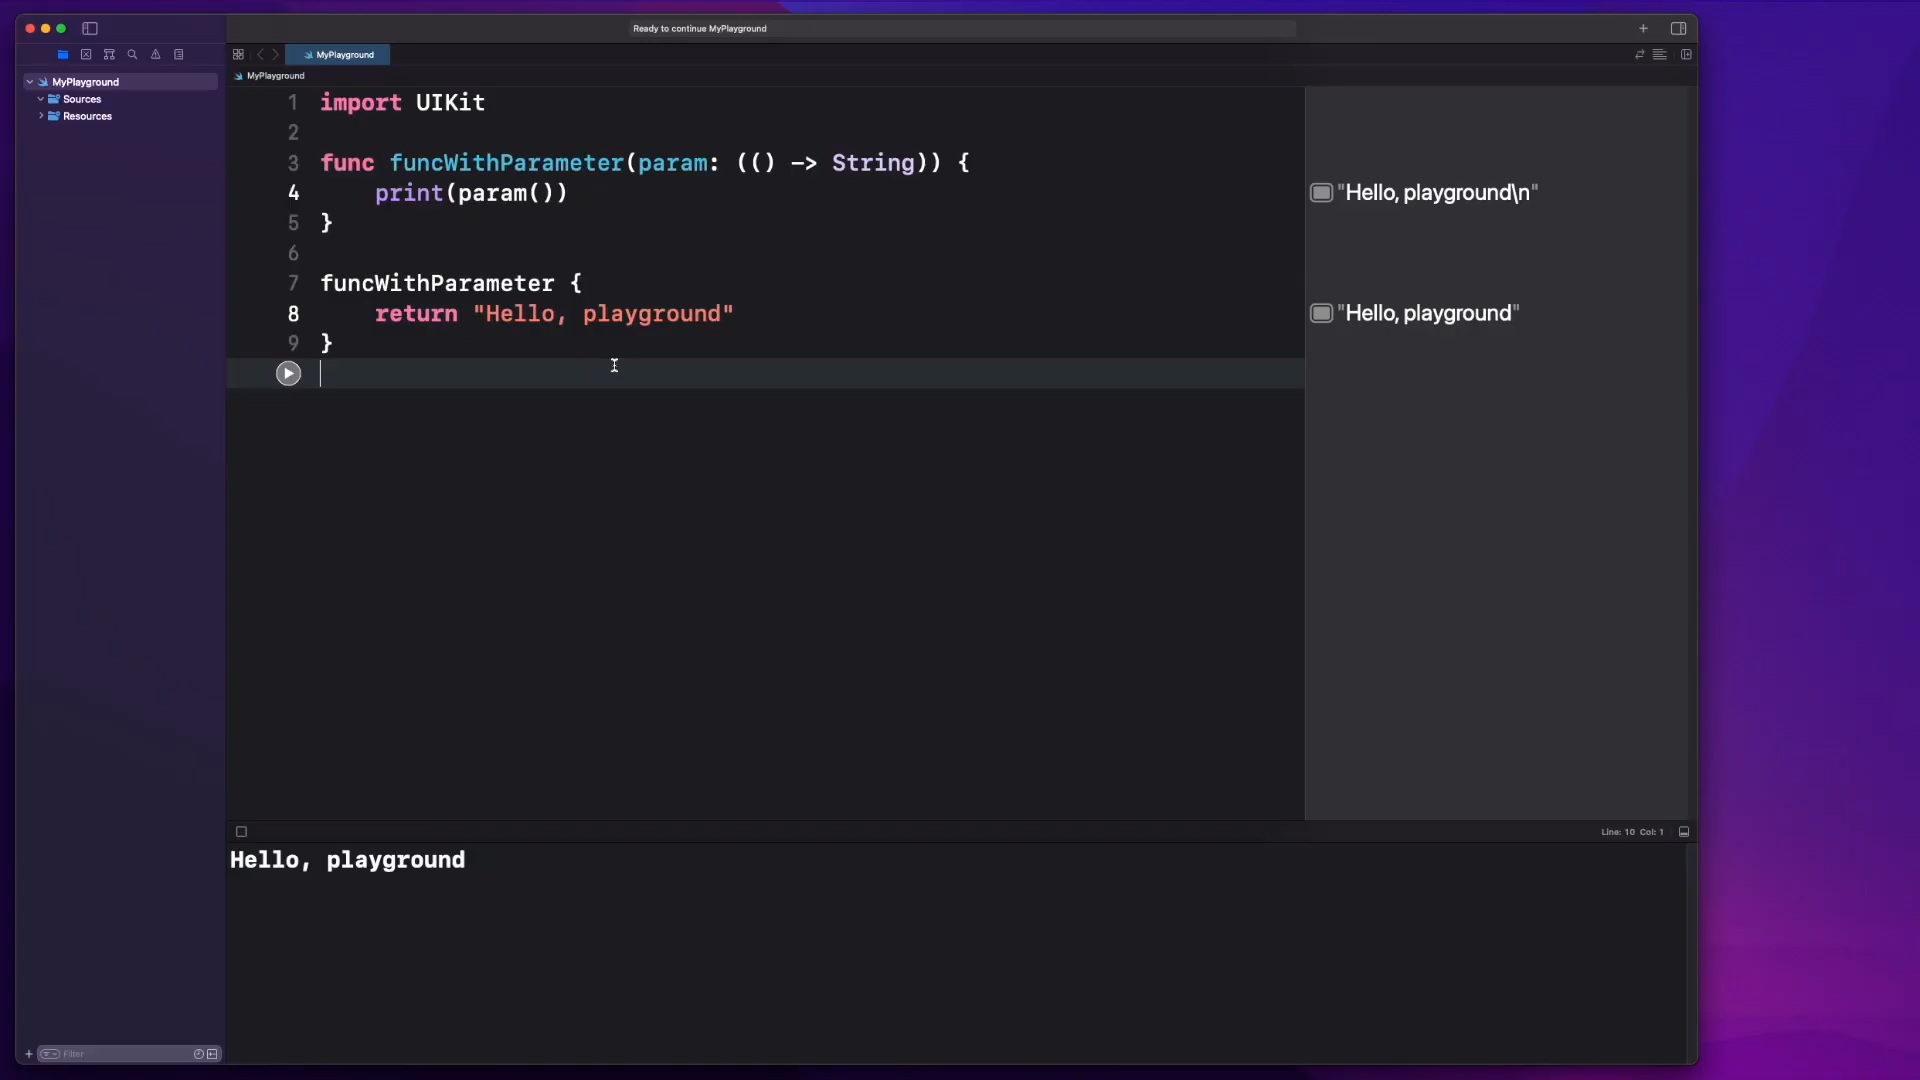 Ready to continue MyPlayground
MyPlayground
MyPlayground
MyPlayground
Sources
Resources
1 import UIKit
2
3 func funcWithParameter(param: (() -> String)) {
4 print(param())
5 }
6
7 funcWithParameter {
8 return "Hello, playground"
9 }
"Hello, playground\n"
"Hello, playground"
Line: 10 Col: 1
Hello, playground
Filter